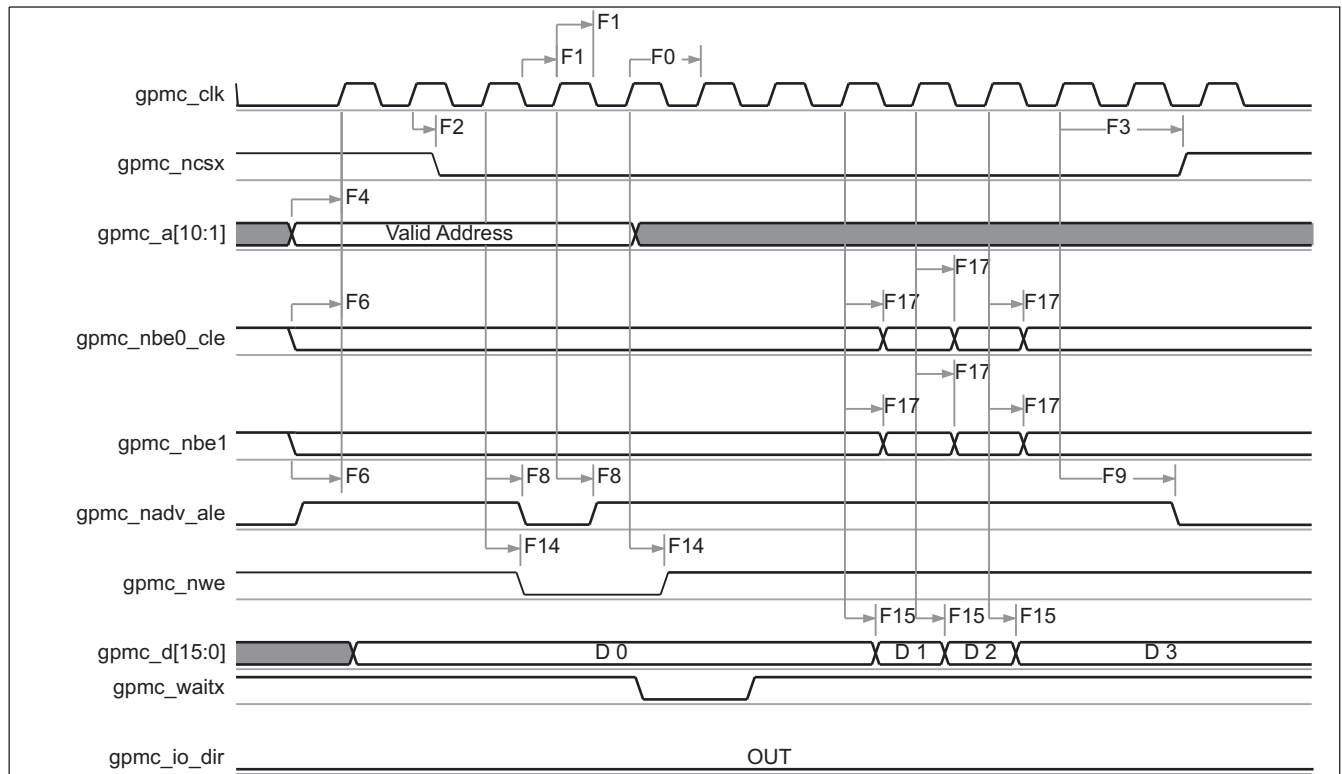 F1
F1 F0
gpmc_clk
F2 F3
gpmc_ncsx
F4
gpmc_a[10:1] Valid Address
F17
F6 F17 F17
gpmc_nbe0_cle
F17
F17 F17
gpmc_nbe1
F6 F8 F8 F9
gpmc_nadv_ale
F14 F14
gpmc_nwe
F15 F15 F15
gpmc_d[15:0] D 0 D 1 D 2 D 3
gpmc_waitx
gpmc_io_dir OUT